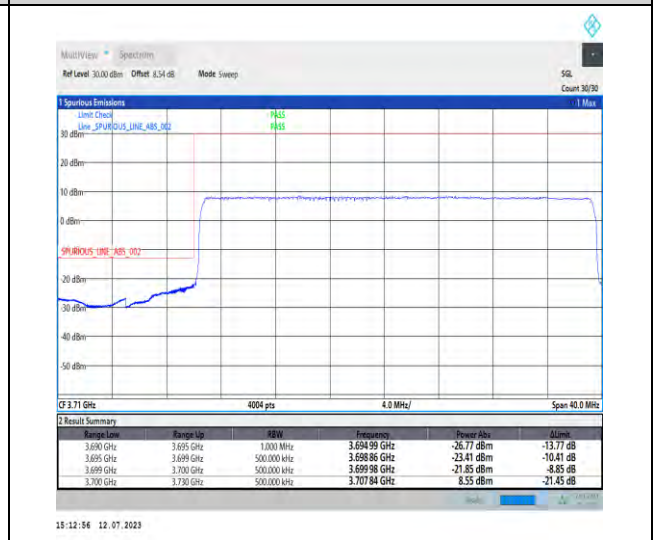 MultiView Spectrum
Ref Level 30.00 dBm Offset 8.54 dB Mode Sweep SGL
Count 30/30
1 Spurious Emissions 1 Max
Limit Check PASS
Line _SPURIOUS_LINE_ABS_002 PASS
30 dBm
20 dBm
10 dBm
0 dBm
SPURIOUS_LINE_ABS_002
-20 dBm
-30 dBm
-40 dBm
-50 dBm
CF 3.71 GHz 4004 pts 4.0 MHz/ Span 40.0 MHz
2 Result Summary
Range Low Range Up RBW Frequency Power Abs ΔLimit
3.690 GHz 3.695 GHz 1.000 MHz 3.694 99 GHz -26.77 dBm -13.77 dB
3.695 GHz 3.699 GHz 500.000 kHz 3.698 86 GHz -23.41 dBm -10.41 dB
3.699 GHz 3.700 GHz 500.000 kHz 3.699 98 GHz -21.85 dBm -8.85 dB
3.700 GHz 3.730 GHz 500.000 kHz 3.707 84 GHz 8.55 dBm -21.45 dB
15:12:56 12.07.2023